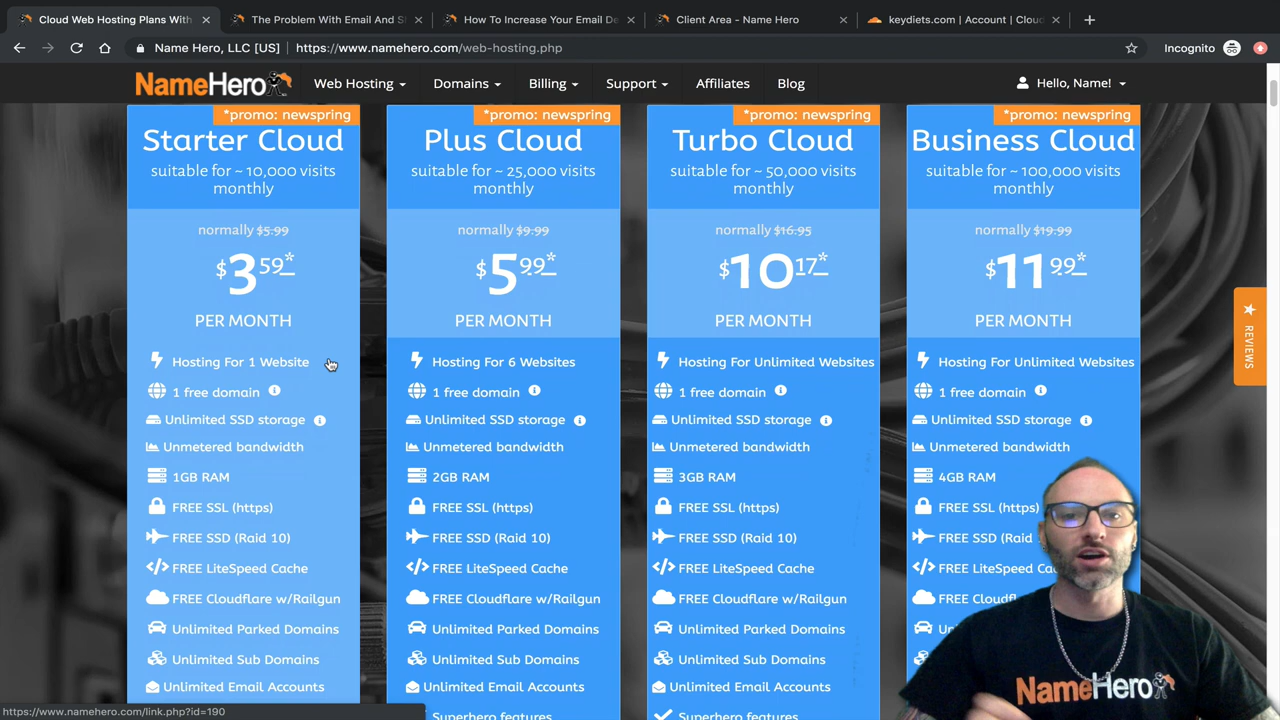 Cloud Web Hosting Plans With
The Problem With Email And S
How To Increase Your Email De
Client Area - Name Hero
keydiets.com | Account | Cloud
Name Hero, LLC [US]
https://www.namehero.com/web-hosting.php
Incognito
NameHero
Web Hosting
Domains
Billing
Support
Affiliates
Blog
Hello, Name!
*promo: newspring
Starter Cloud
suitable for ~ 10,000 visits
monthly
normally $5.99
$3 59*
PER MONTH
Hosting For 1 Website
1 free domain
Unlimited SSD storage
Unmetered bandwidth
1GB RAM
FREE SSL (https)
FREE SSD (Raid 10)
FREE LiteSpeed Cache
FREE Cloudflare w/Railgun
Unlimited Parked Domains
Unlimited Sub Domains
Unlimited Email Accounts
*promo: newspring
Plus Cloud
suitable for ~ 25,000 visits
monthly
normally $9.99
$5 99*
PER MONTH
Hosting For 6 Websites
1 free domain
Unlimited SSD storage
Unmetered bandwidth
2GB RAM
FREE SSL (https)
FREE SSD (Raid 10)
FREE LiteSpeed Cache
FREE Cloudflare w/Railgun
Unlimited Parked Domains
Unlimited Sub Domains
Unlimited Email Accounts
Superhero features
*promo: newspring
Turbo Cloud
suitable for ~ 50,000 visits
monthly
normally $16.95
$10 17*
PER MONTH
Hosting For Unlimited Websites
1 free domain
Unlimited SSD storage
Unmetered bandwidth
3GB RAM
FREE SSL (https)
FREE SSD (Raid 10)
FREE LiteSpeed Cache
FREE Cloudflare w/Railgun
Unlimited Parked Domains
Unlimited Sub Domains
Unlimited Email Accounts
Superhero features
*promo: newspring
Business Cloud
suitable for ~ 100,000 visits
monthly
normally $19.99
$11 99*
PER MONTH
Hosting For Unlimited Websites
1 free domain
Unlimited SSD storage
Unmetered bandwidth
4GB RAM
FREE SSL (https)
FREE SSD (Raid
FREE LiteSpeed Ca
FREE Cloudf
REVIEWS
NameHero
https://www.namehero.com/link.php?id=190